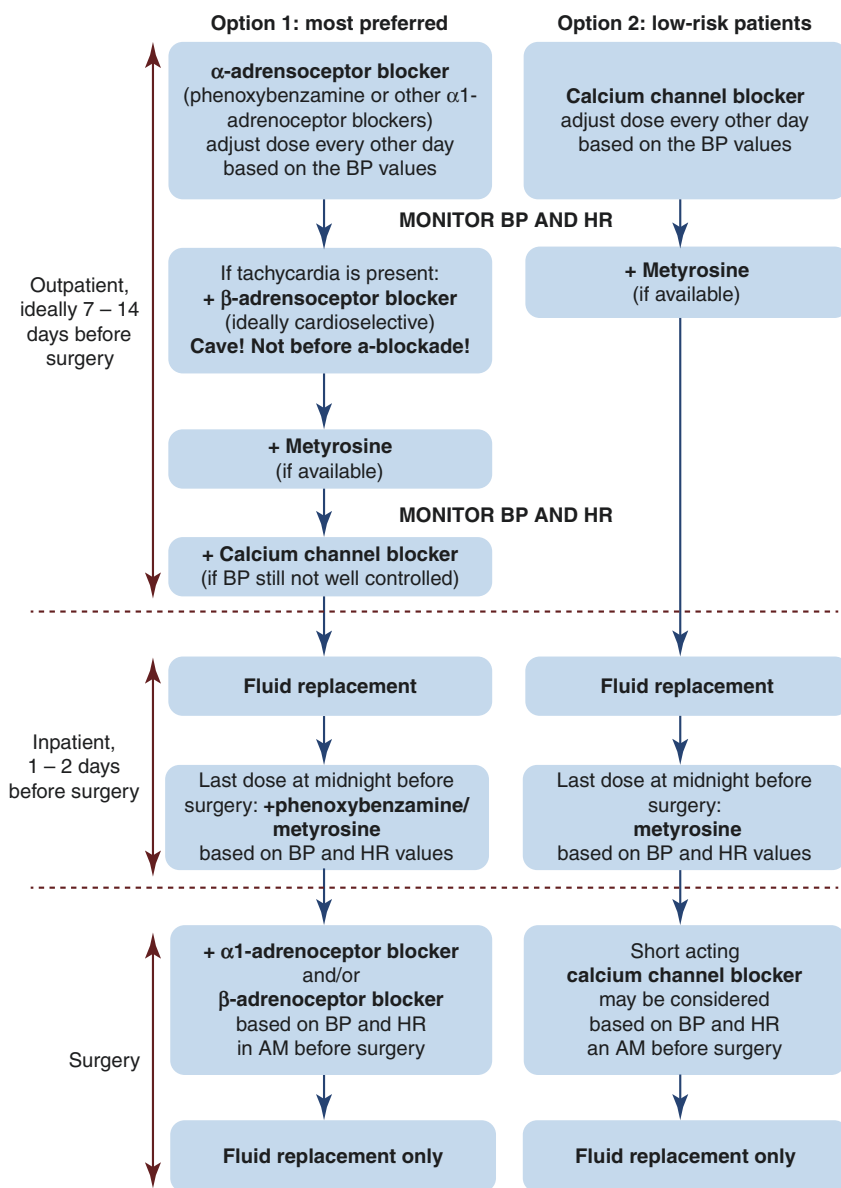 Option 1: most preferred
Option 2: low-risk patients
α-adrensoceptor blocker
(phenoxybenzamine or other α1-
adrenoceptor blockers)
adjust dose every other day
based on the BP values
Calcium channel blocker
adjust dose every other day
based on the BP values
MONITOR BP AND HR
Outpatient,
ideally 7 – 14
days before
surgery
If tachycardia is present:
+ β-adrensoceptor blocker
(ideally cardioselective)
Cave! Not before a-blockade!
+ Metyrosine
(if available)
+ Metyrosine
(if available)
MONITOR BP AND HR
+ Calcium channel blocker
(if BP still not well controlled)
Inpatient,
1 – 2 days
before surgery
Fluid replacement
Fluid replacement
Last dose at midnight before
surgery: +phenoxybenzamine/
metyrosine
based on BP and HR values
Last dose at midnight before
surgery:
metyrosine
based on BP and HR values
Surgery
+ α1-adrenoceptor blocker
and/or
β-adrenoceptor blocker
based on BP and HR
in AM before surgery
Short acting
calcium channel blocker
may be considered
based on BP and HR
an AM before surgery
Fluid replacement only
Fluid replacement only